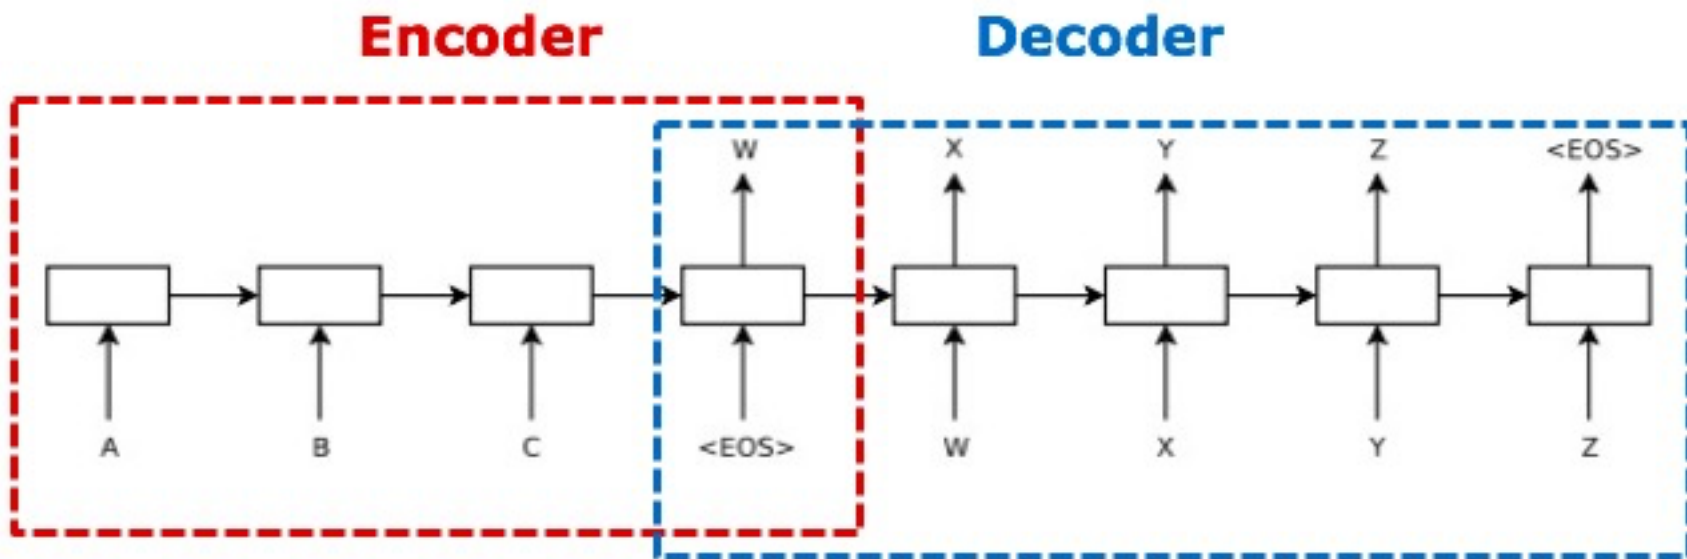 Encoder Decoder
W X Y Z <EOS>
A B C <EOS> W X Y Z